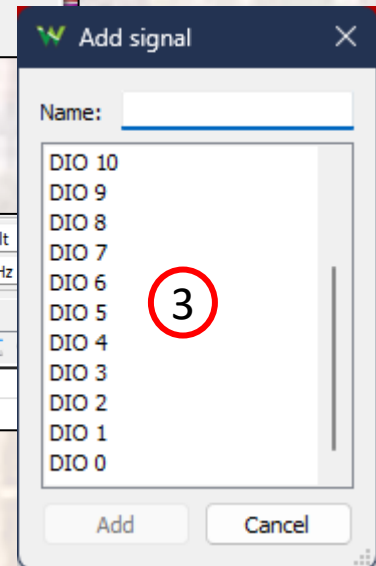 Add signal
Name:
DIO 10
DIO 9
DIO 8
DIO 7
DIO 6
DIO 5
3
DIO 4
DIO 3
DIO 2
DIO 1
DIO 0
Add Cancel